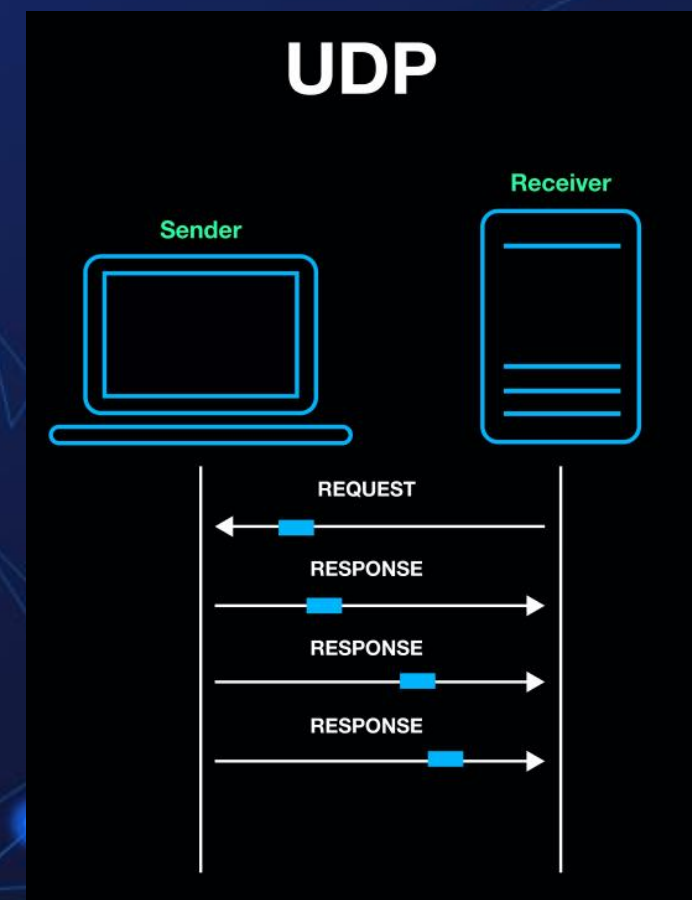 UDP
Receiver
Sender
REQUEST
RESPONSE
RESPONSE
RESPONSE